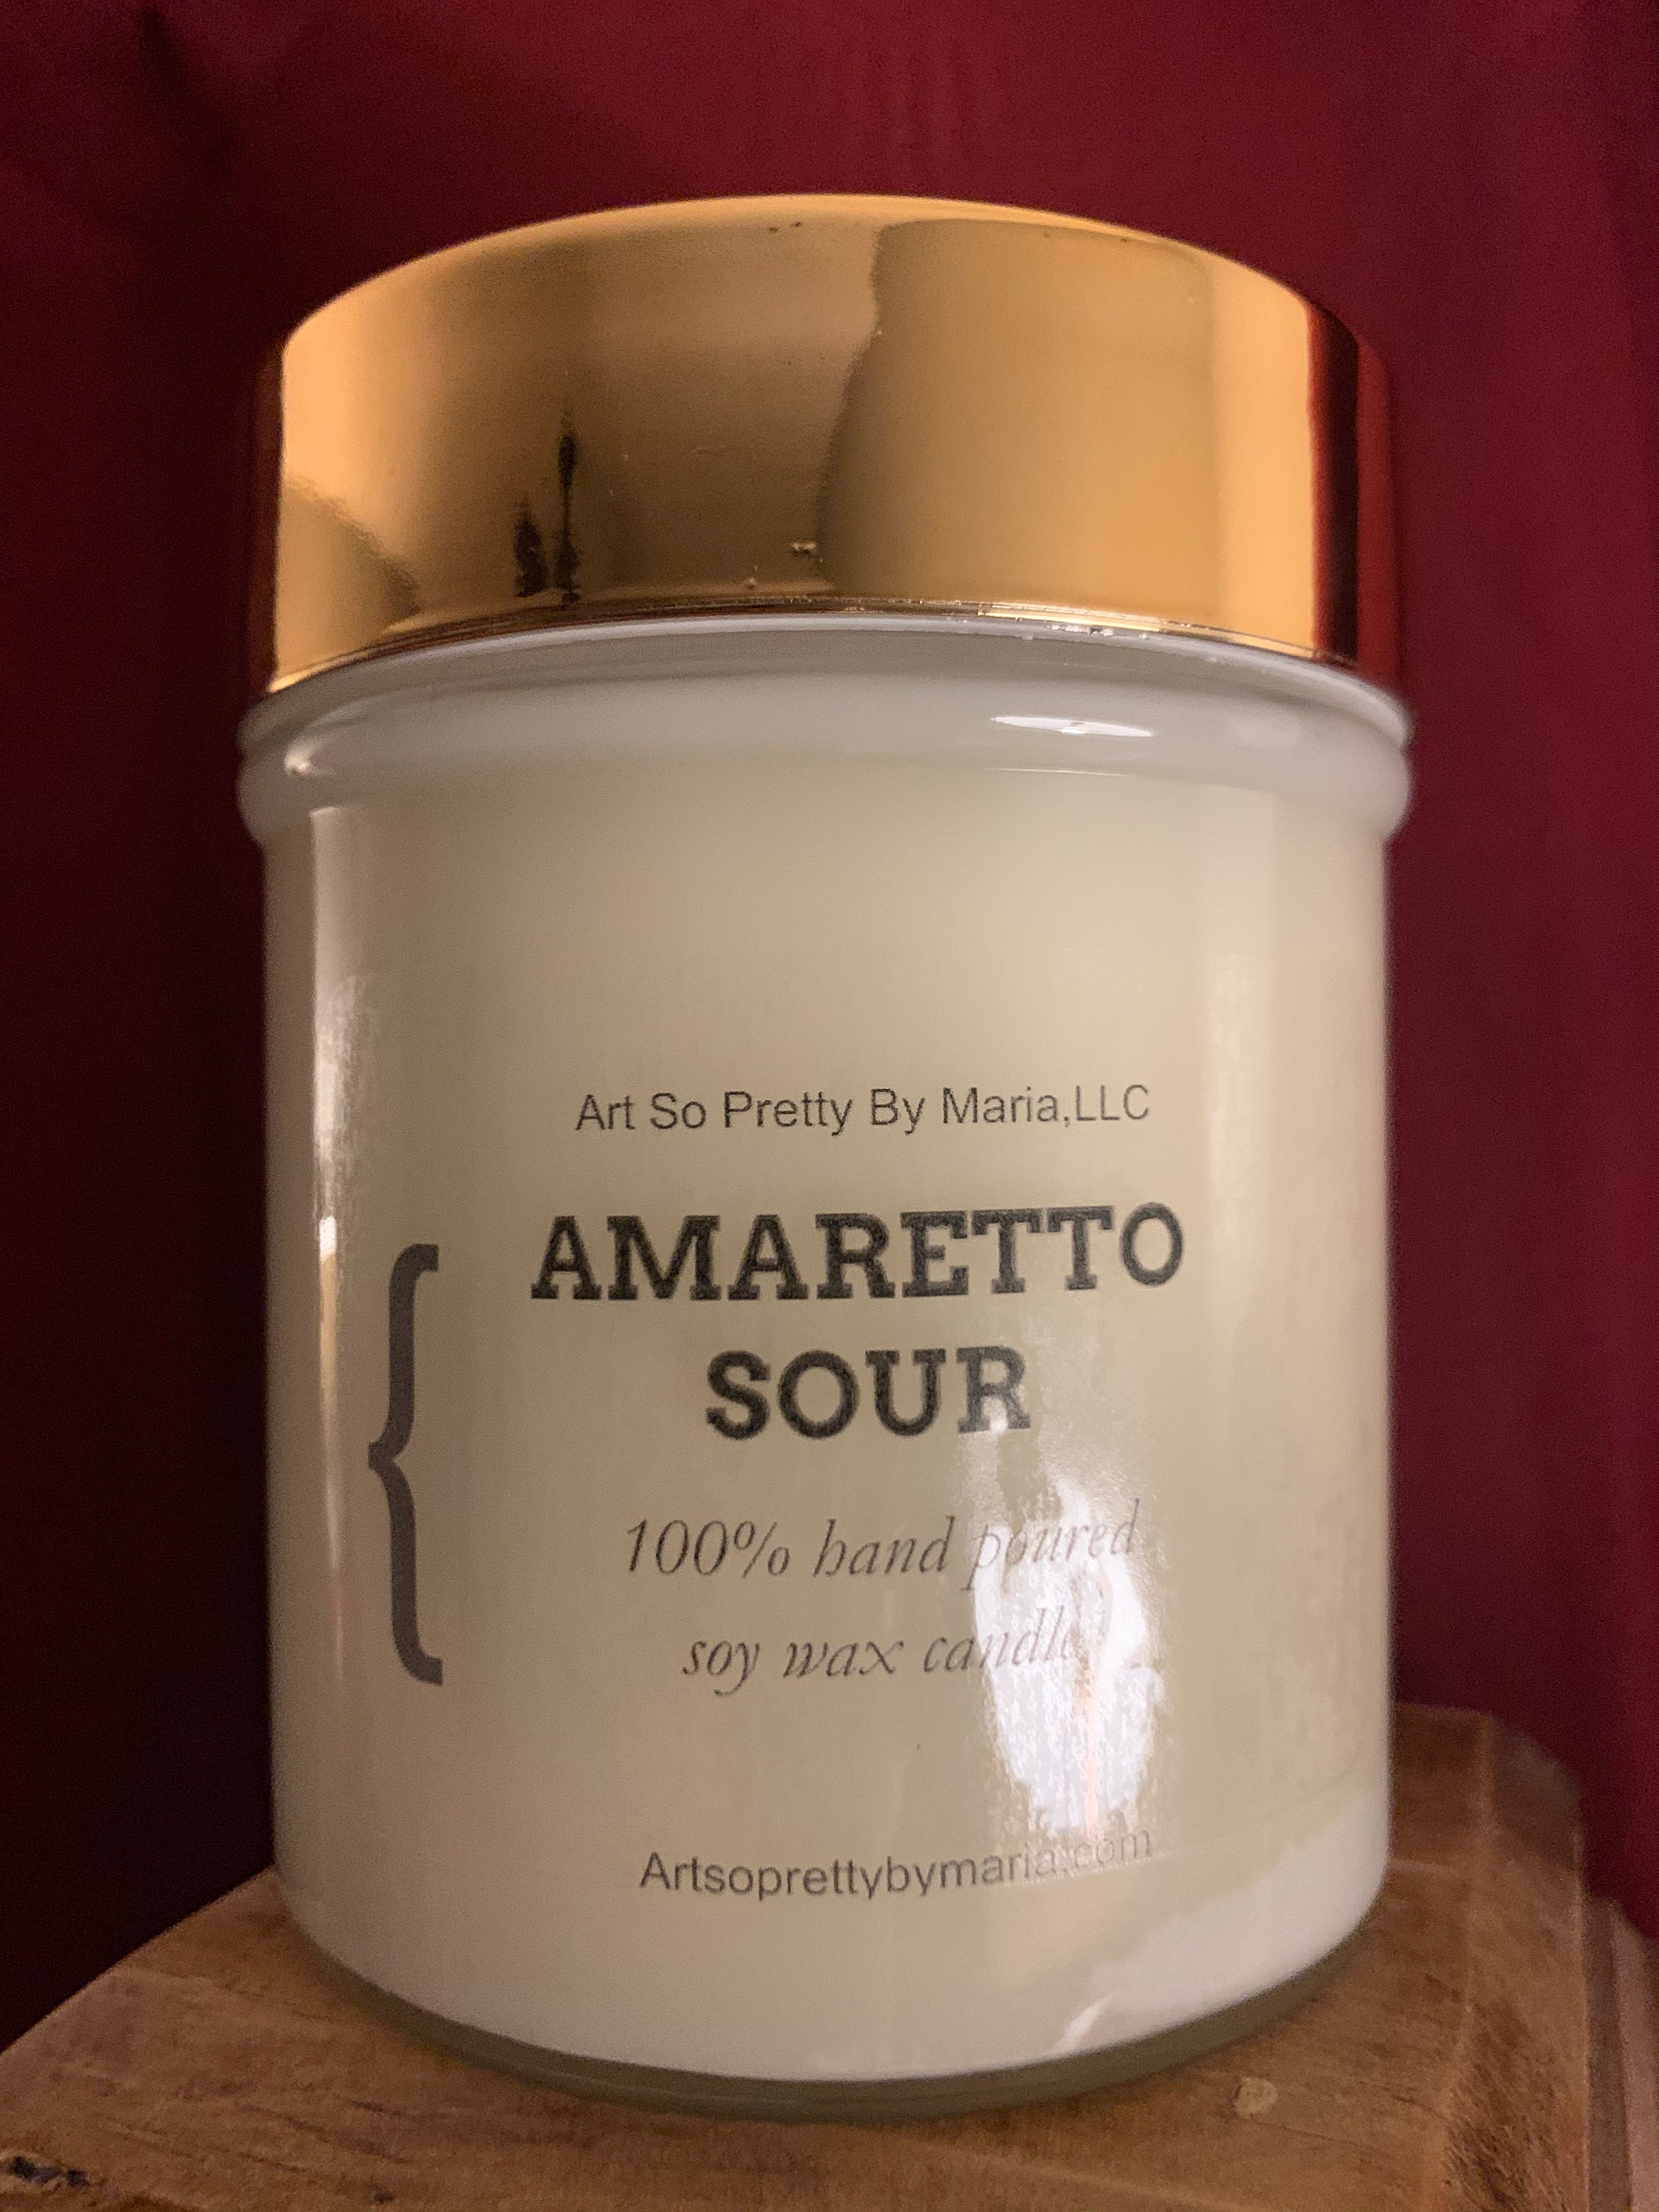 Art So Pretty By Maria,LLC
AMARETTO
SOUR
{
100% hand poured
soy wax candle
Artsoprettybymaria.com